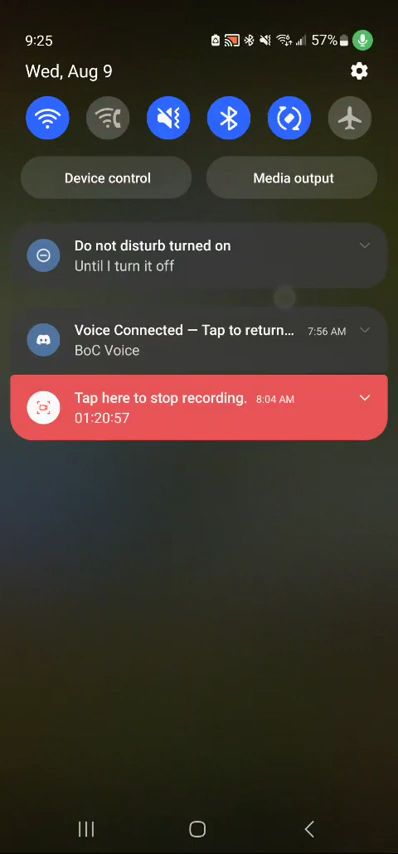 9:25
57%
Wed, Aug 9
Device control
Media output
Do not disturb turned on
Until I turn it off
Voice Connected — Tap to return... 7:56 AM
BoC Voice
Tap here to stop recording. 8:04 AM
01:20:57